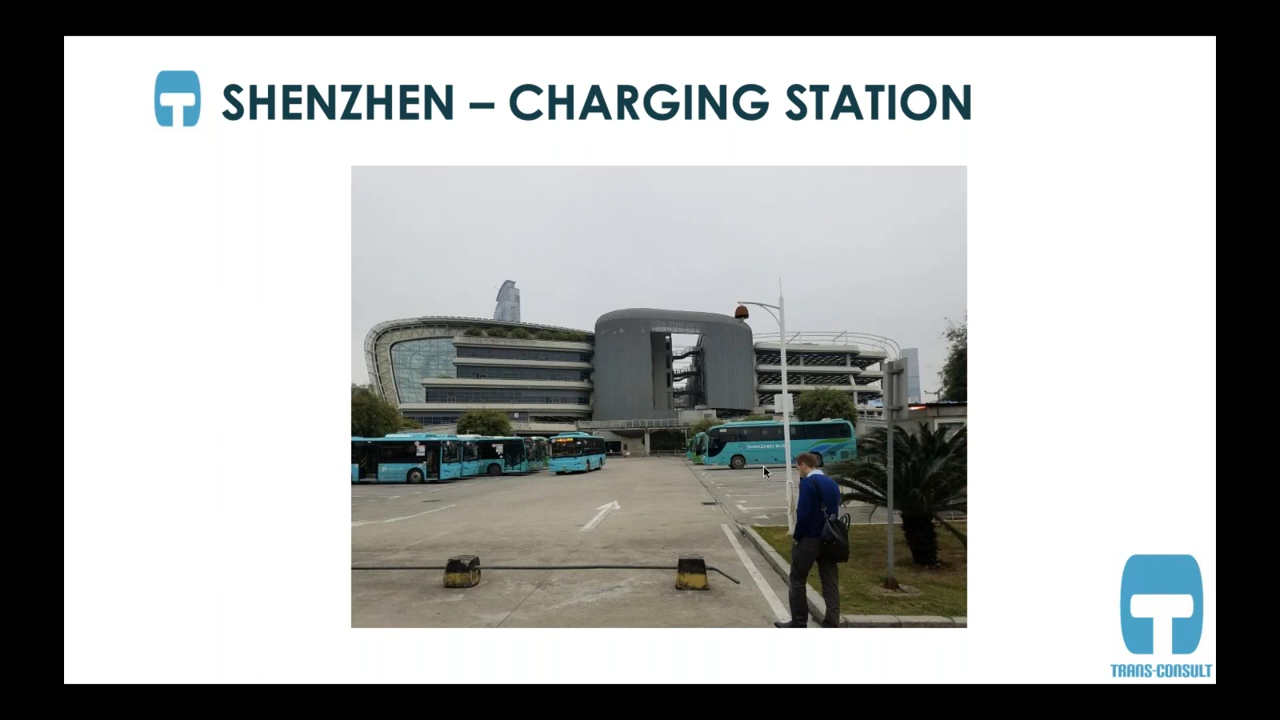 SHENZHEN – CHARGING STATION
TRANS-CONSULT